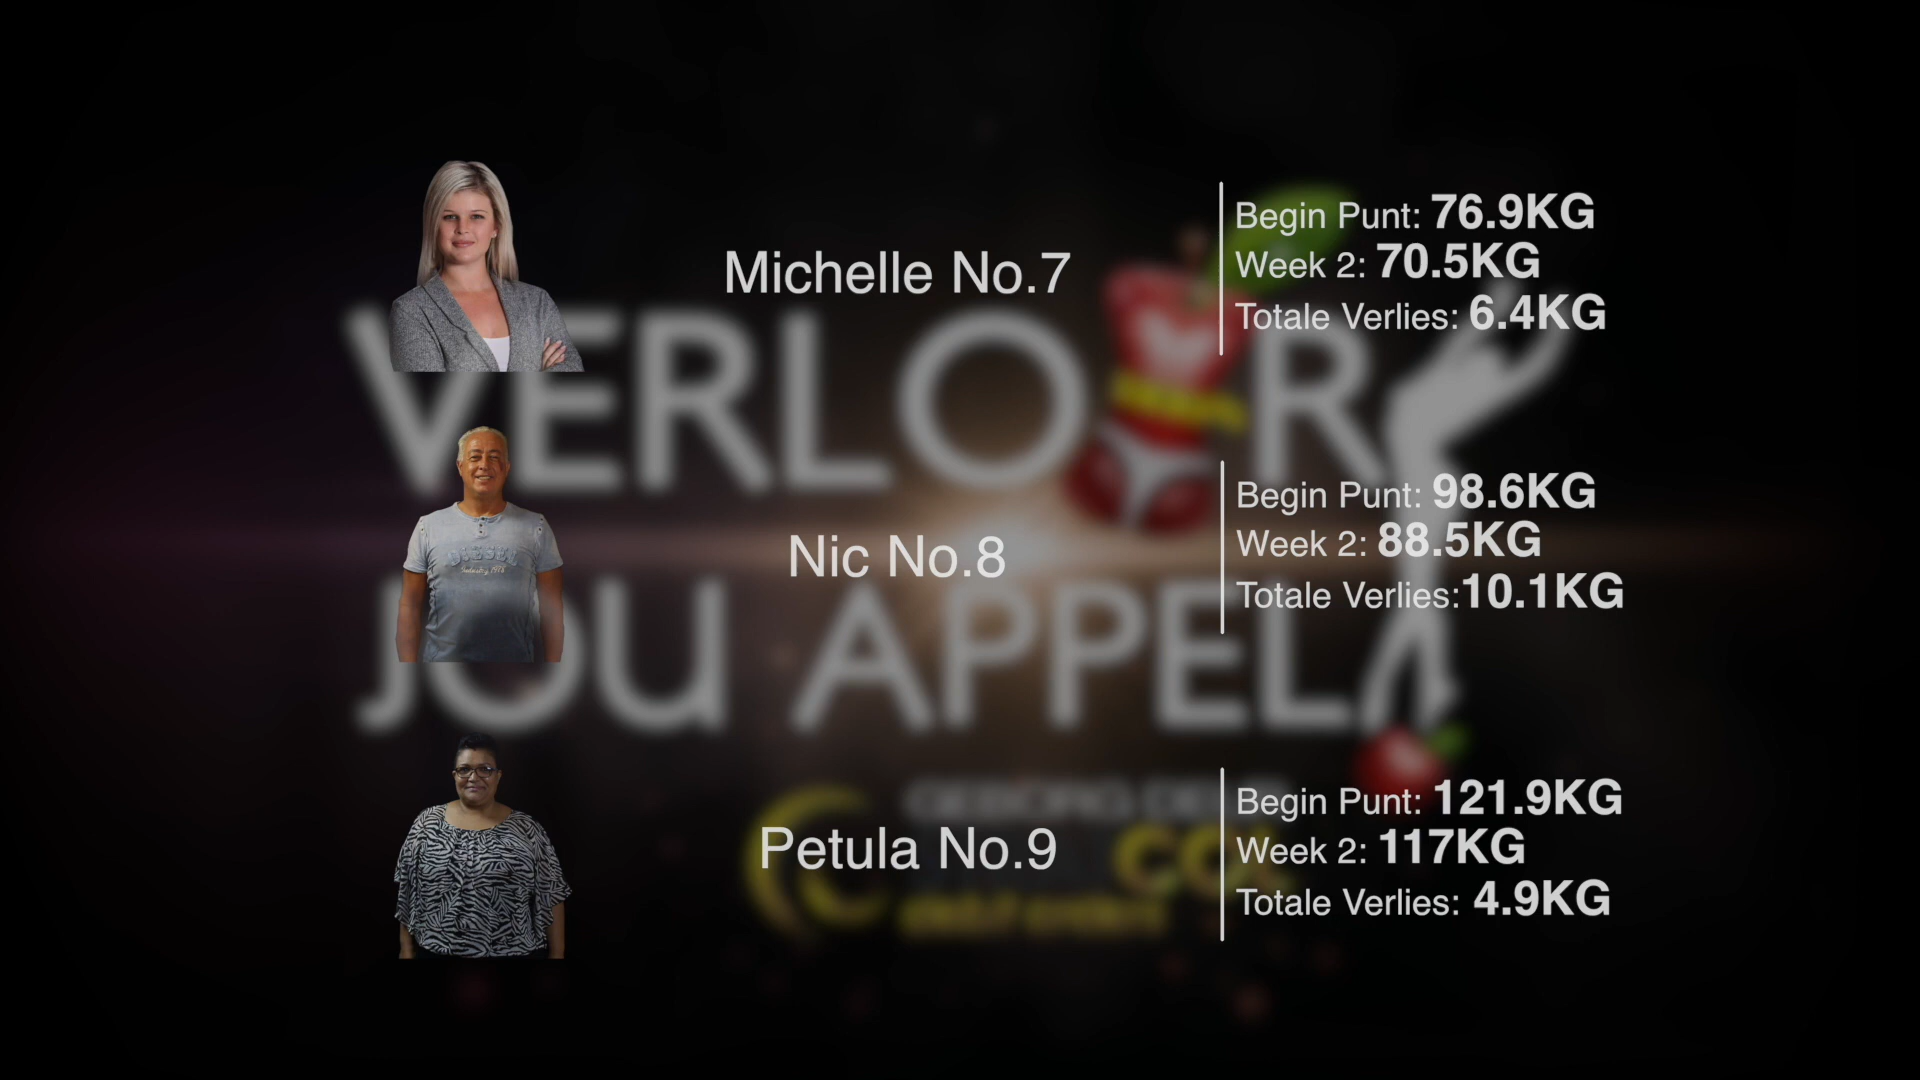 Michelle No.7
Begin Punt: 76.9KG
Week 2: 70.5KG
Totale Verlies: 6.4KG
VERLOOR
Nic No.8
Begin Punt: 98.6KG
Week 2: 88.5KG
Totale Verlies:10.1KG
JOU APPEL
Petula No.9
Begin Punt: 121.9KG
Week 2: 117KG
Totale Verlies: 4.9KG